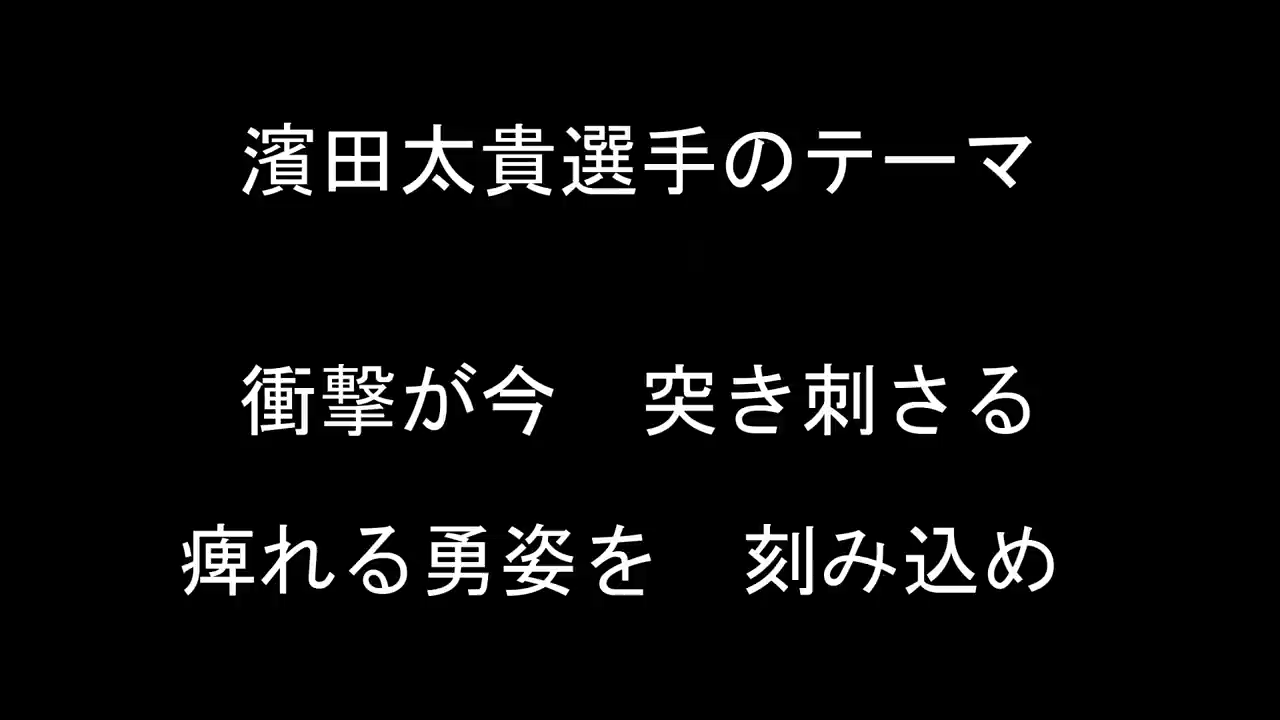 濱田太貴選手のテーマ
衝撃が今　突き刺さる
痺れる勇姿を　刻み込め